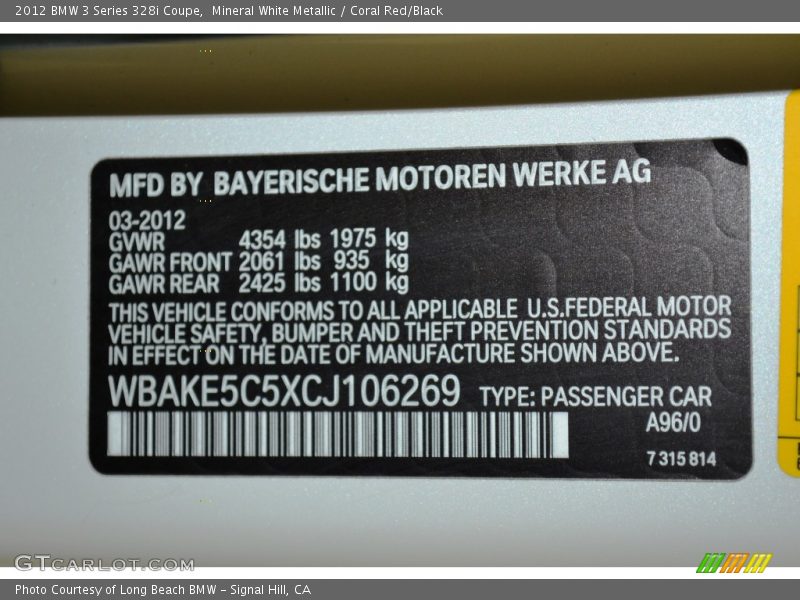 2012 BMW 3 Series 328i Coupe,  Mineral White Metallic / Coral Red/Black
MFD BY BAYERISCHE MOTOREN WERKE AG
03-2012
GVWR 4354 lbs 1975 kg
GAWR FRONT 2061 lbs 935 kg
GAWR REAR 2425 lbs 1100 kg
THIS VEHICLE CONFORMS TO ALL APPLICABLE U.S.FEDERAL MOTOR
VEHICLE SAFETY, BUMPER AND THEFT PREVENTION STANDARDS
IN EFFECT ON THE DATE OF MANUFACTURE SHOWN ABOVE.
WBAKE5C5XCJ106269 TYPE: PASSENGER CAR
A96/0
7 315 814
GTCARLOT.COM
Photo Courtesy of Long Beach BMW - Signal Hill, CA